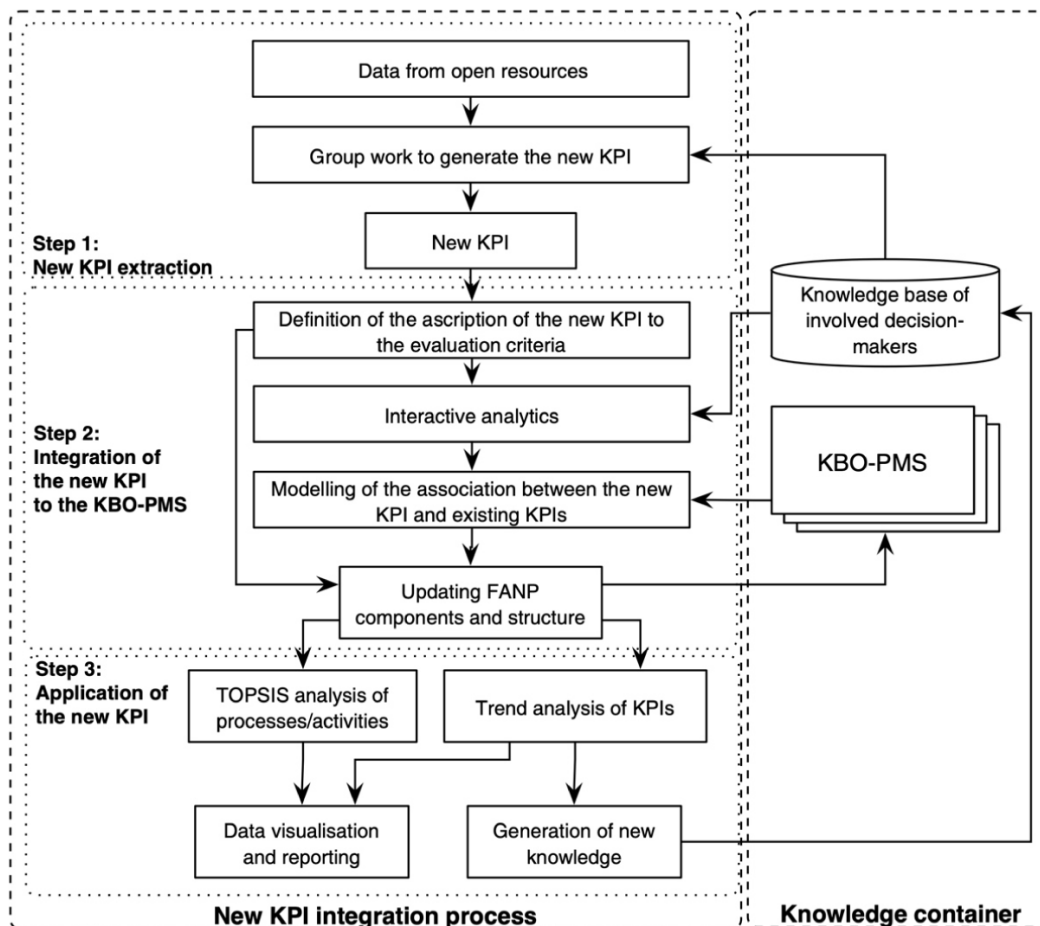 Data from open resources
Group work to generate the new KPI
New KPI
Step 1:
New KPI extraction
Definition of the ascription of the new KPI to
the evaluation criteria
Interactive analytics
Step 2:
Integration of
the new KPI
to the KBO-PMS
Modelling of the association between the new
KPI and existing KPIs
Updating FANP
components and structure
Step 3:
Application of
the new KPI
TOPSIS analysis of
processes/activities
Trend analysis of KPIs
Data visualisation
and reporting
Generation of new
knowledge
New KPI integration process
Knowledge base of
involved decision-
makers
KBO-PMS
Knowledge container